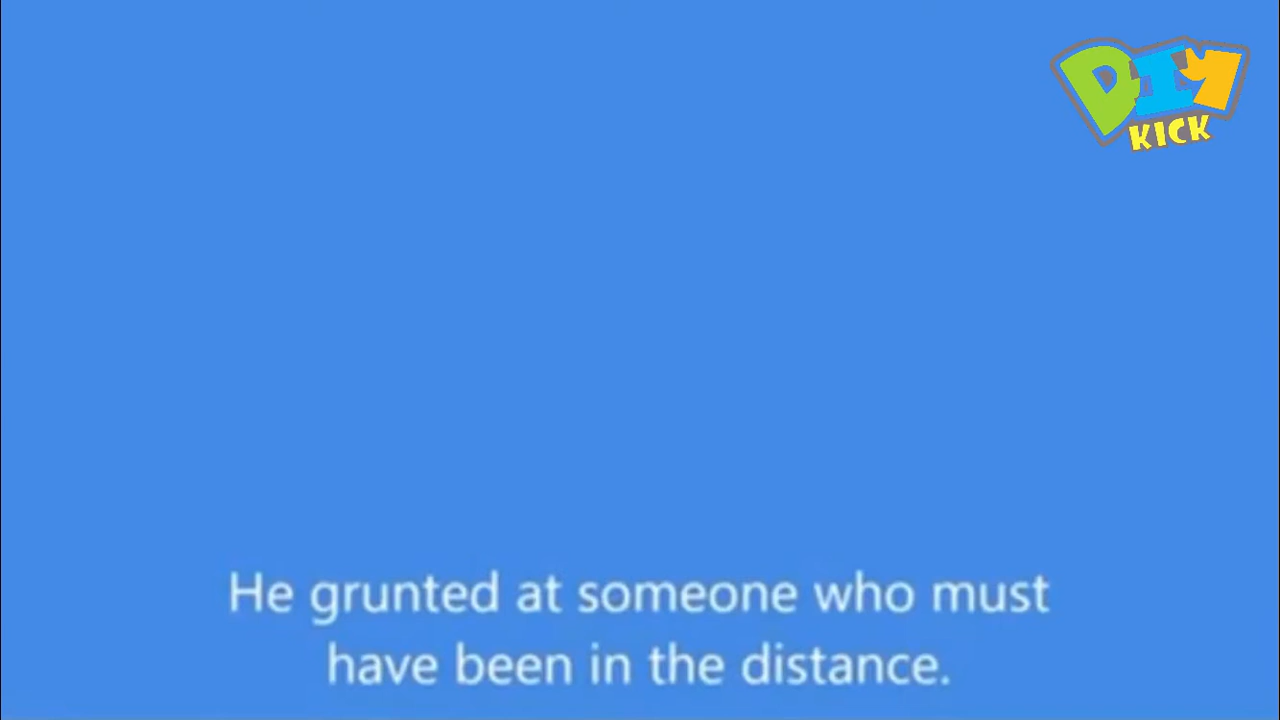 DIY
KICK
He grunted at someone who must
have been in the distance.